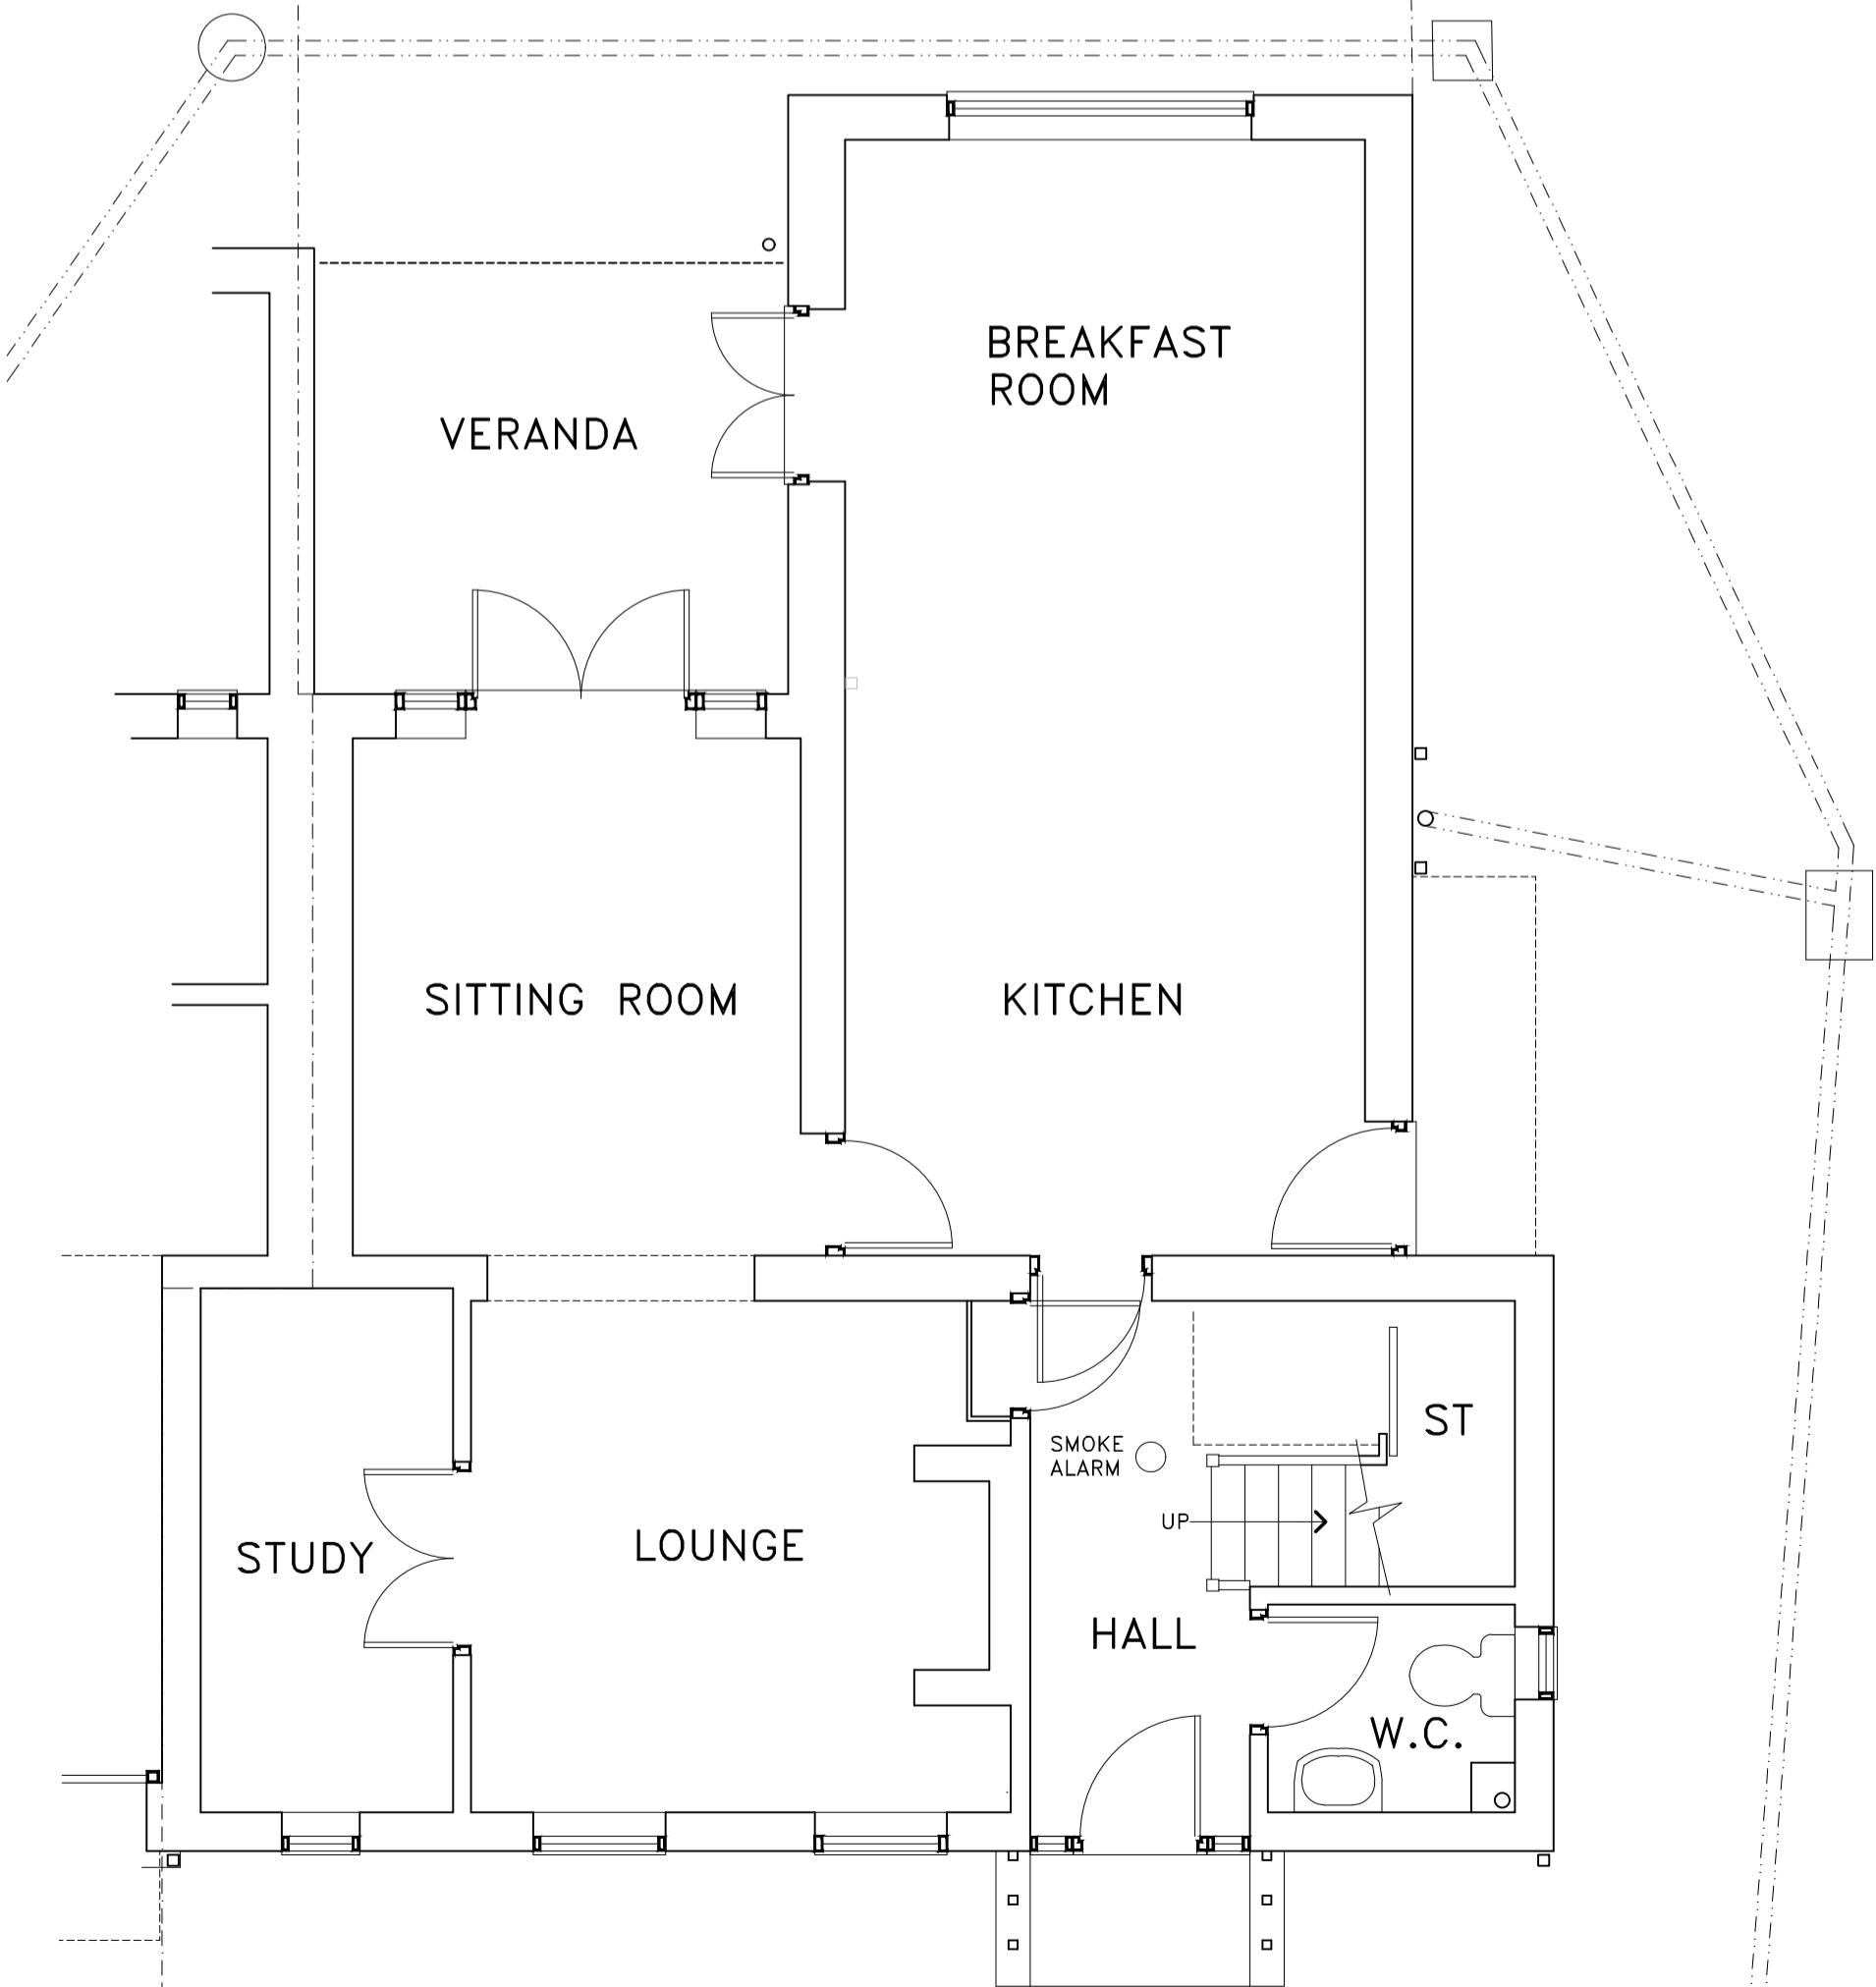 BREAKFAST
ROOM
VERANDA
SITTING ROOM
KITCHEN
ST
SMOKE
ALARM
UP
STUDY
LOUNGE
HALL
W.C.